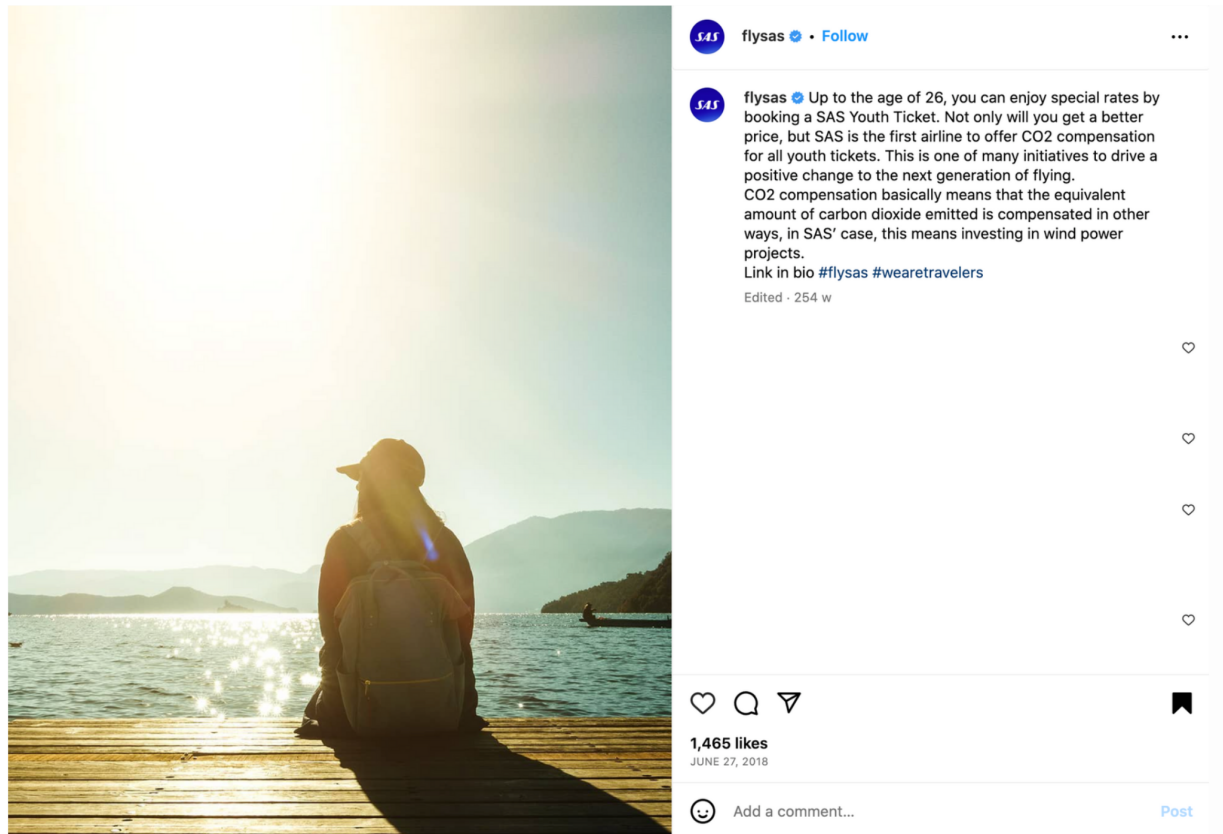 SAS flysas • Follow
SAS flysas Up to the age of 26, you can enjoy special rates by
booking a SAS Youth Ticket. Not only will you get a better
price, but SAS is the first airline to offer CO2 compensation
for all youth tickets. This is one of many initiatives to drive a
positive change to the next generation of flying.
CO2 compensation basically means that the equivalent
amount of carbon dioxide emitted is compensated in other
ways, in SAS’ case, this means investing in wind power
projects.
Link in bio #flysas #wearetravelers
Edited · 254 w
1,465 likes
JUNE 27, 2018
Add a comment... Post